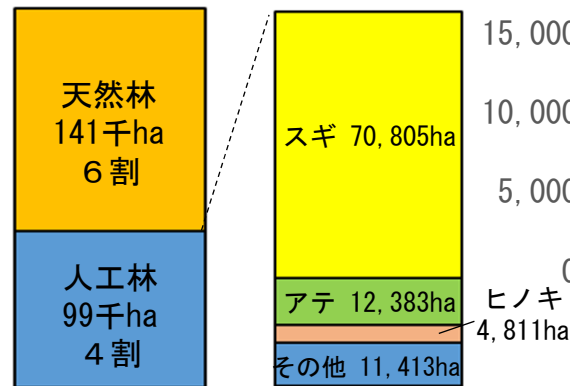 天然林
141千ha
６割
人工林
99千ha
４割
スギ 70,805ha
アテ 12,383ha
ヒノキ
4,811ha
その他 11,413ha
15,000
10,000
5,000
0